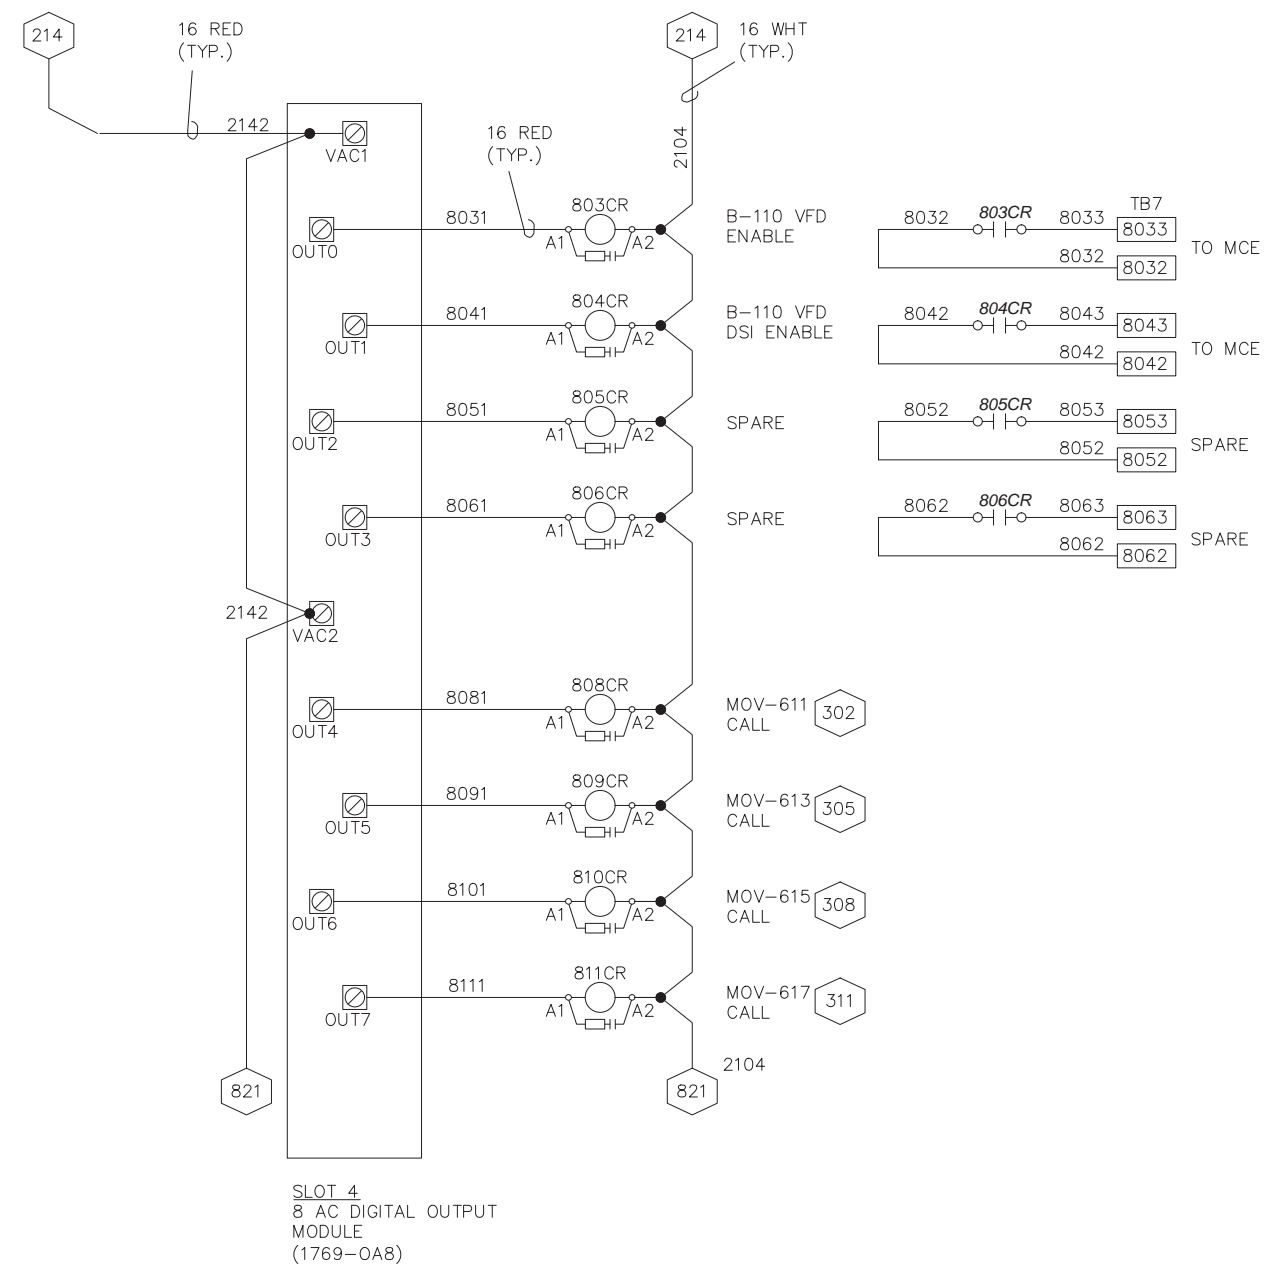 214
16 RED
(TYP.)
214
16 WHT
(TYP.)
2142
VAC1
16 RED
(TYP.)
2104
8031
803CR
OUT0
A1
A2
B-110 VFD
ENABLE
8032
803CR
8033
TB7
8033
8032
8032
TO MCE
8041
804CR
OUT1
A1
A2
B-110 VFD
DSI ENABLE
8042
804CR
8043
8043
8042
8042
TO MCE
8051
805CR
OUT2
A1
A2
SPARE
8052
805CR
8053
8053
8052
8052
SPARE
8061
806CR
OUT3
A1
A2
SPARE
8062
806CR
8063
8063
8062
8062
SPARE
2142
VAC2
8081
808CR
OUT4
A1
A2
MOV-611
CALL
302
8091
809CR
OUT5
A1
A2
MOV-613
CALL
305
8101
810CR
OUT6
A1
A2
MOV-615
CALL
308
8111
811CR
OUT7
A1
A2
MOV-617
CALL
311
2104
821
821
SLOT 4
8 AC DIGITAL OUTPUT
MODULE
(1769-OA8)